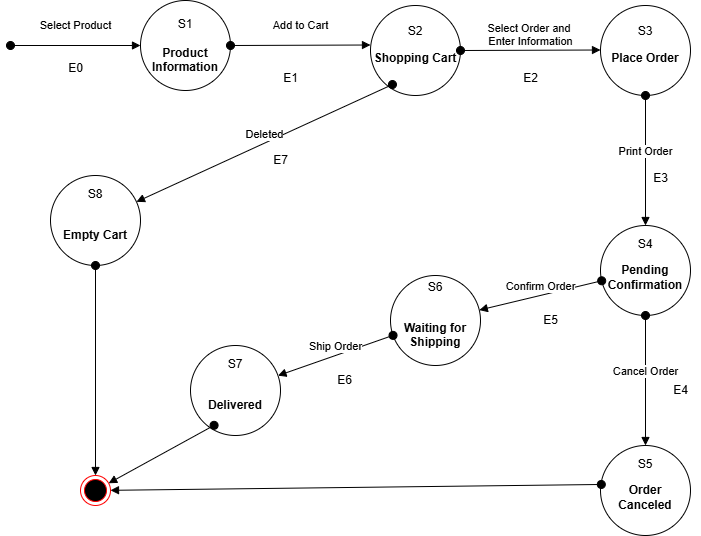 Select Product
E0
S1
Product
Information
Add to Cart
E1
S2
Shopping Cart
Select Order and
Enter Information
E2
S3
Place Order
Deleted
E7
Print Order
E3
S8
Empty Cart
S4
Pending
Confirmation
Confirm Order
E5
S6
Waiting for
Shipping
Ship Order
E6
S7
Delivered
Cancel Order
E4
S5
Order
Canceled